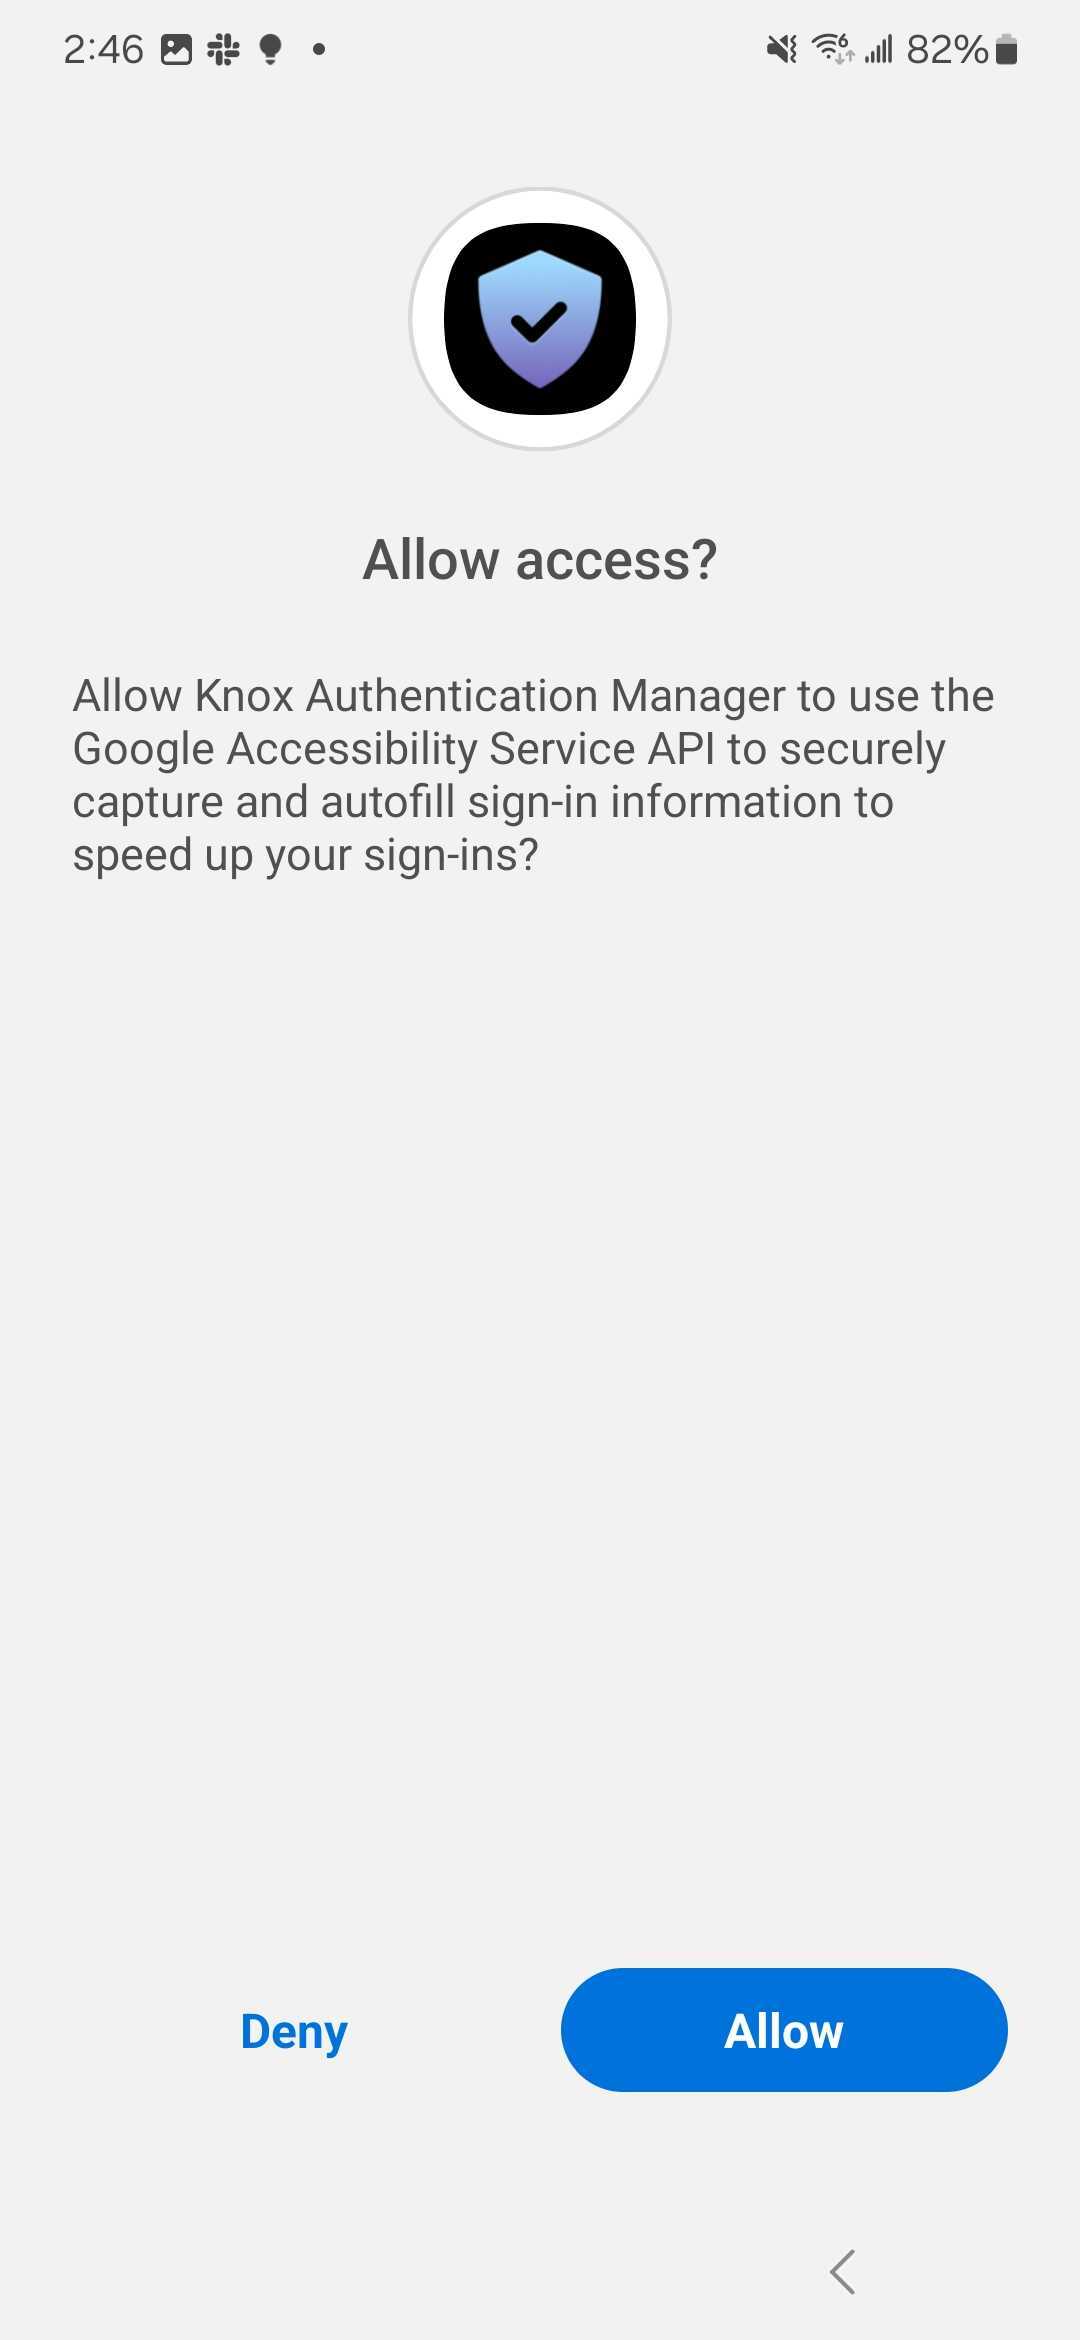 2:46
82%
Allow access?
Allow Knox Authentication Manager to use the
Google Accessibility Service API to securely
capture and autofill sign-in information to
speed up your sign-ins?
Deny
Allow